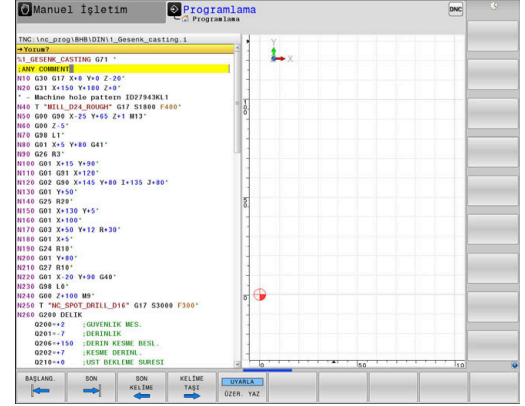 Manuel İşletim
Programlama
Programlama
DNC
TNC:\nc_prog\BHB\DIN\1_Gesenk_casting.i
→Yorum?
%1_GESENK_CASTING G71 *
;ANY COMMENT
N10 G30 G17 X+0 Y+0 Z-20*
N20 G31 X+150 Y+100 Z+0*
* - Machine hole pattern ID27943KL1
N40 T "MILL_D24_ROUGH" G17 S1800 F400*
N50 G00 G90 X-25 Y+65 Z+1 M13*
N60 G00 Z-5*
N70 G98 L1*
N80 G01 X+5 Y+80 G41*
N90 G26 R3*
N100 G01 X+15 Y+90*
N110 G01 G91 X+120*
N120 G02 G90 X+145 Y+80 I+135 J+80*
N130 G01 Y+50*
N140 G25 R20*
N150 G01 X+130 Y+5*
N160 G01 X+100*
N170 G03 X+50 Y+12 R+30*
N180 G01 X+5*
N190 G24 R10*
N200 G01 Y+80*
N210 G27 R10*
N220 G01 X-20 Y+90 G40*
N230 G98 L0*
N240 G00 Z+100 M9*
N250 T "NC_SPOT_DRILL_D16" G17 S3000 F300*
N260 G200 DELIK
Q200=+2 ;GUVENLIK MES.
Q201=-7 ;DERINLIK
Q206=+150 ;DERIN KESME BESL.
Q202=+7 ;KESME DERINL.
Q210=+0 ;UST BEKLEME SURESI
Y
X
10
5
0
0
5
10
BAŞLANG.
SON
SON KELİME
KELİME TAŞI
UYARLA
ÜZER. YAZ